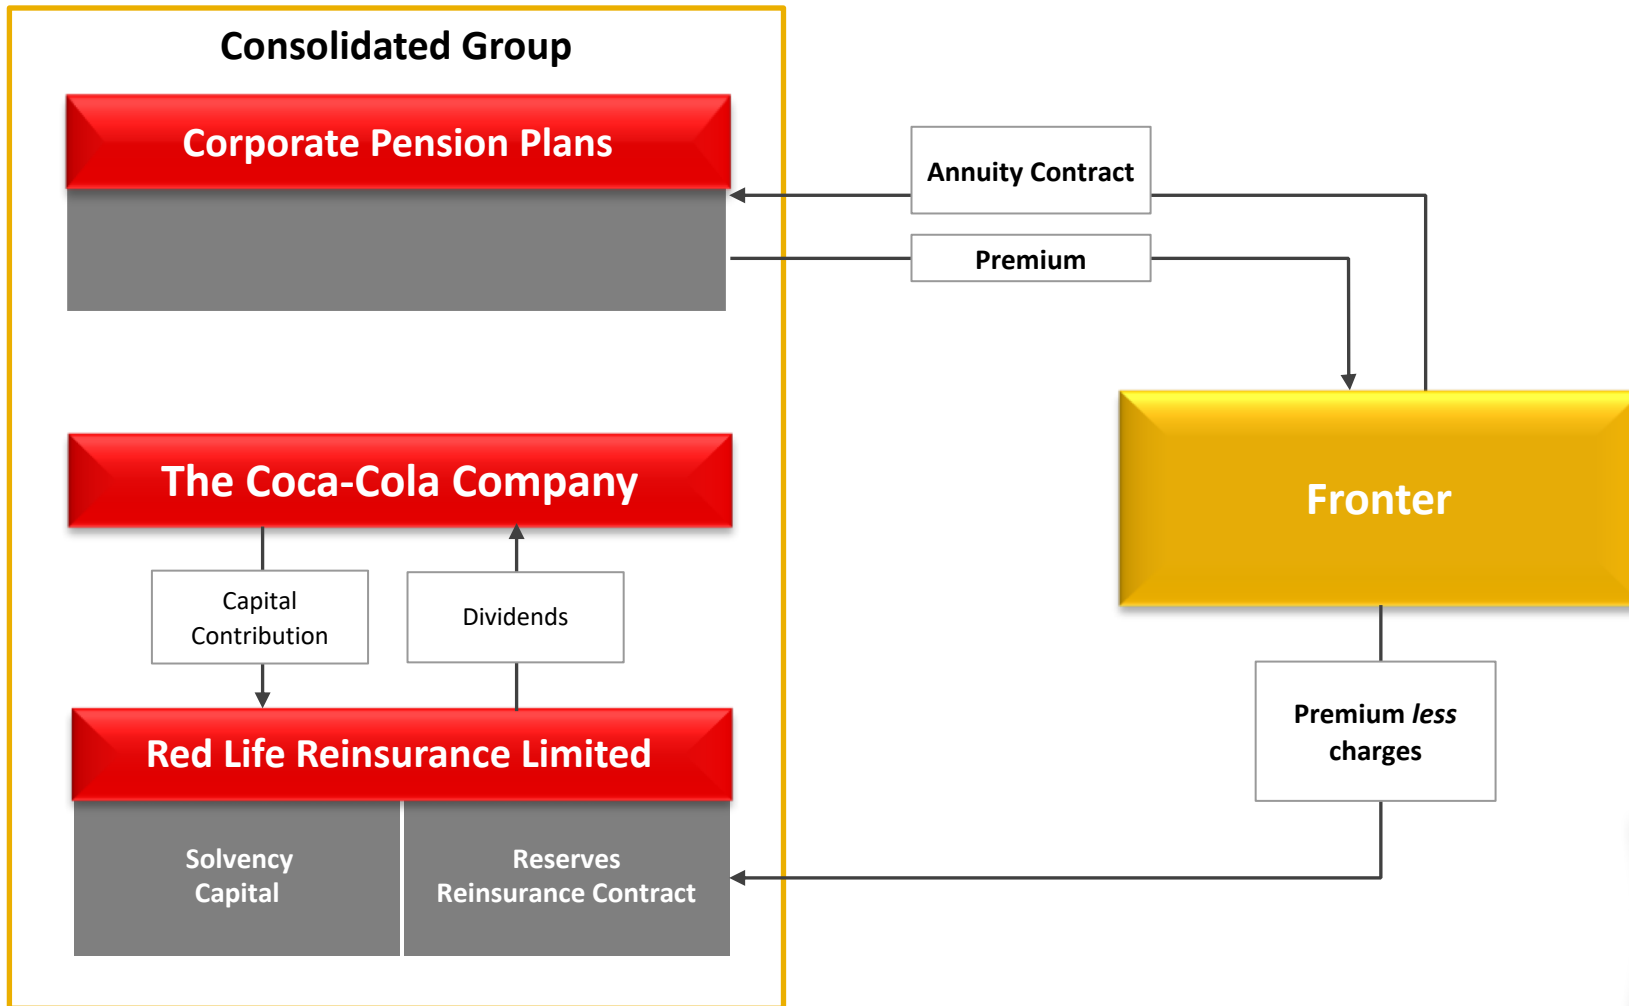 Consolidated Group
Corporate Pension Plans
Annuity Contract
Premium
The Coca-Cola Company
Fronter
Capital
Contribution
Dividends
Premium less
charges
Red Life Reinsurance Limited
Solvency
Capital
Reserves
Reinsurance Contract